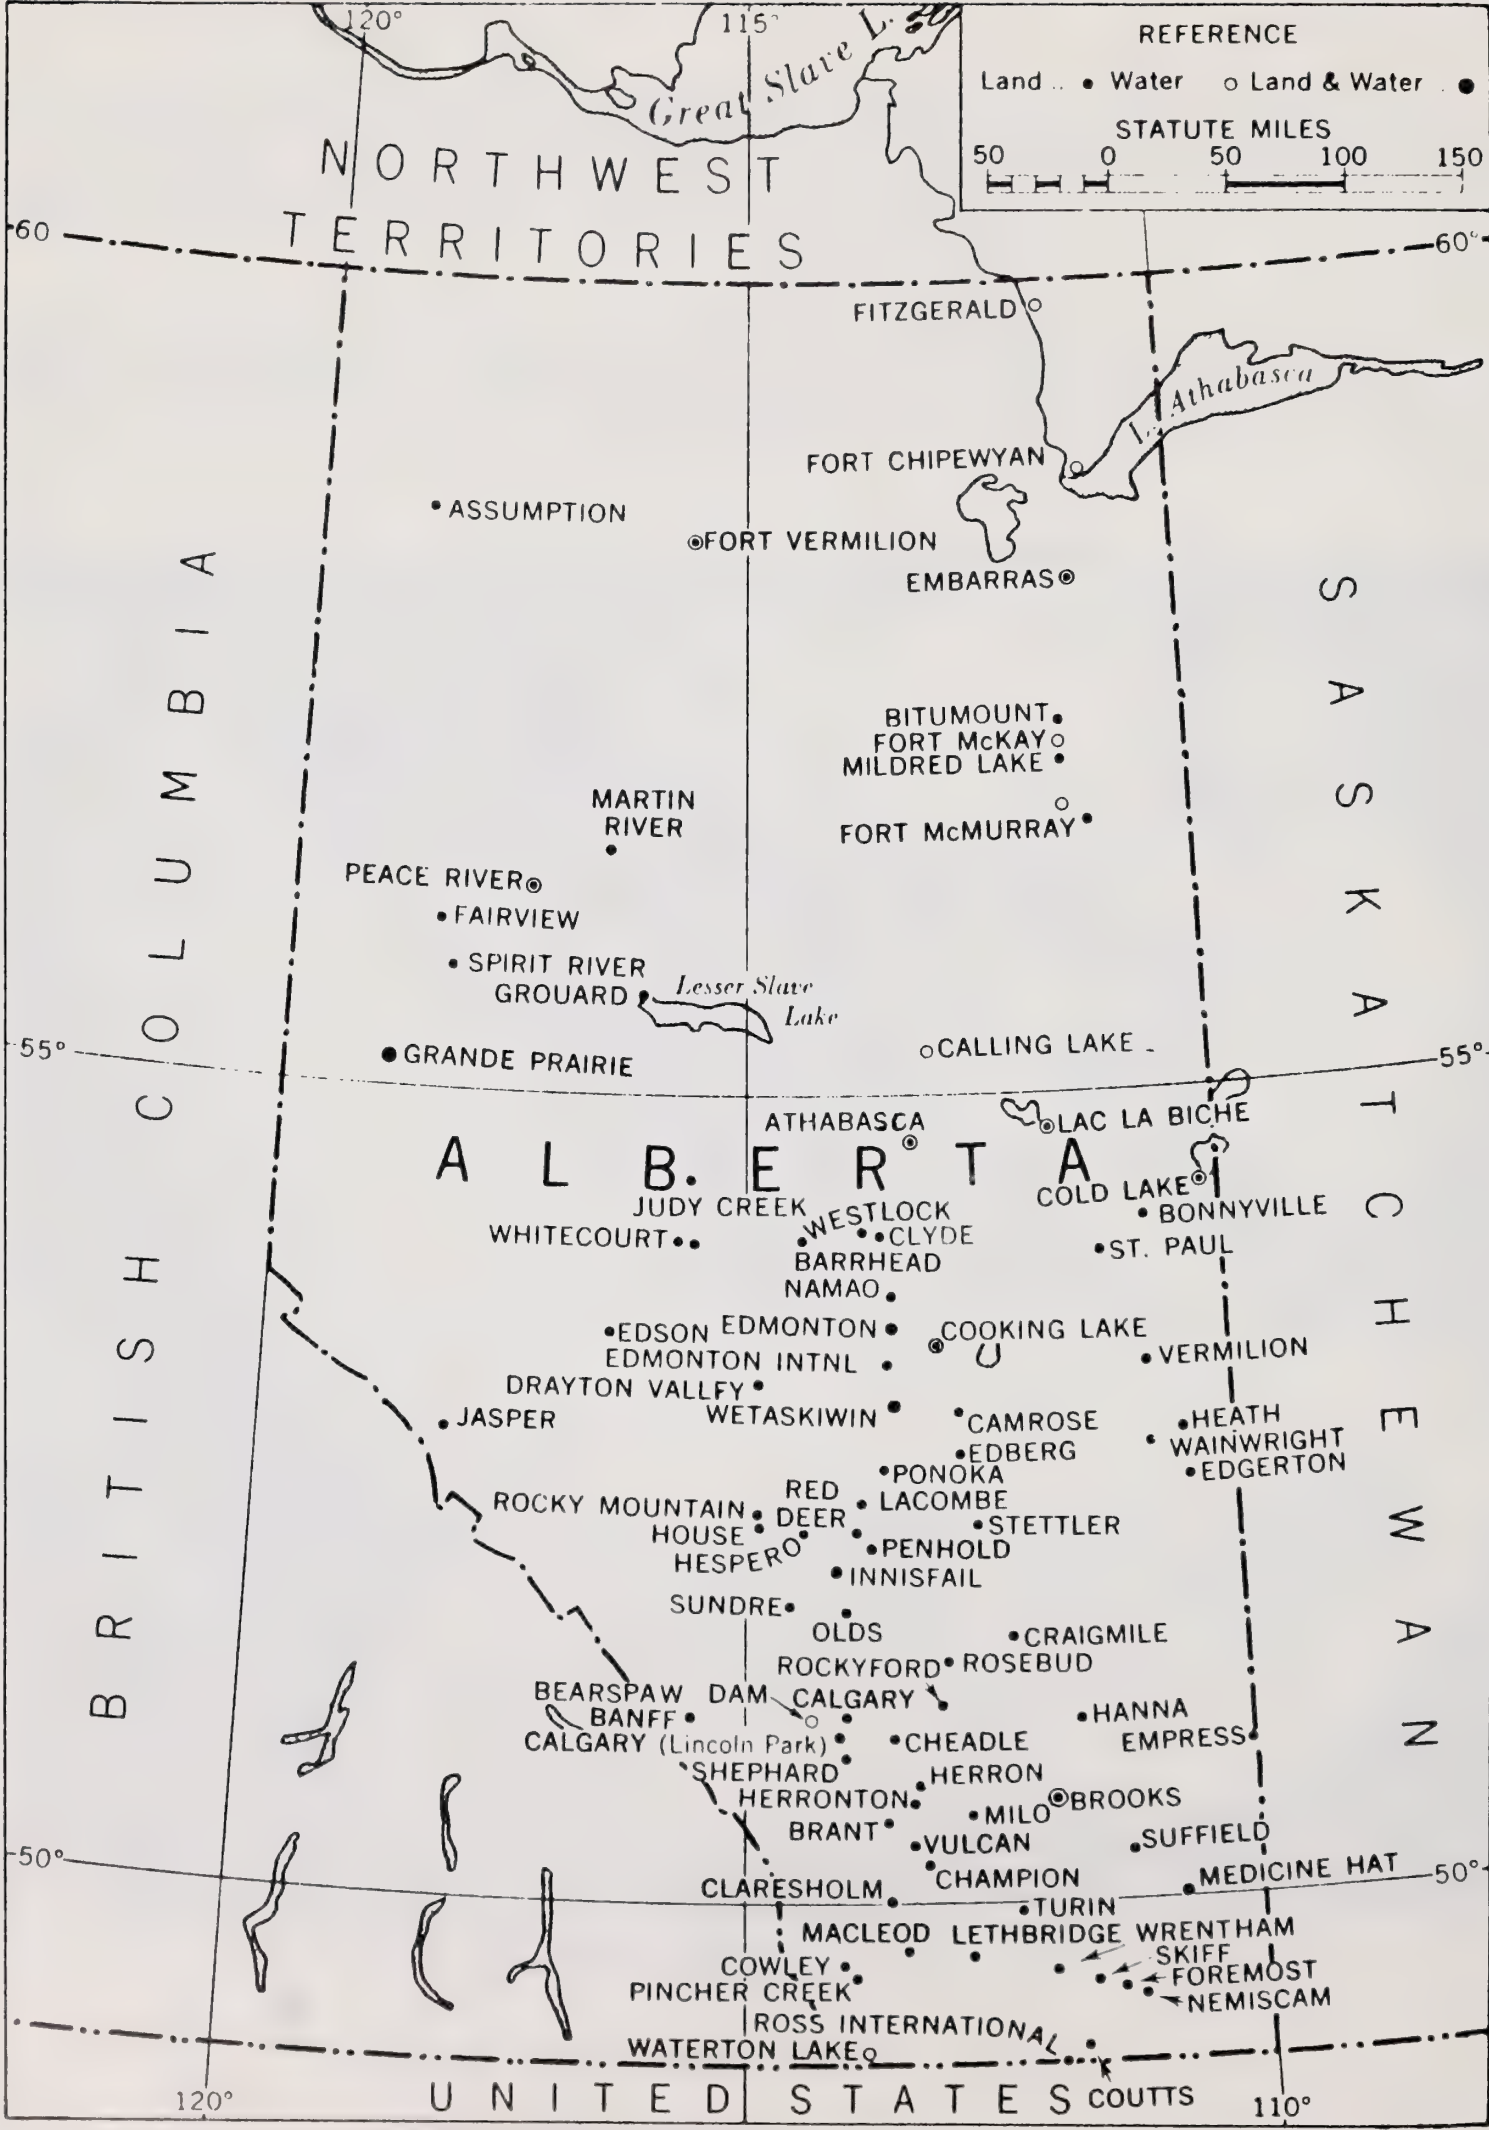 120°
115°
Great Slave L.
REFERENCE
Land .. • Water ○ Land & Water . ●
STATUTE MILES
50 0 50 100 150
NORTHWEST
TERRITORIES
60
60°
FITZGERALD
L. Athabasca
FORT CHIPEWYAN
ASSUMPTION
FORT VERMILION
EMBARRAS
BRITISH COLUMBIA
SASKATCHEWAN
BITUMOUNT
FORT McKAY
MILDRED LAKE
MARTIN
RIVER
FORT McMURRAY
PEACE RIVER
FAIRVIEW
SPIRIT RIVER
GROUARD
Lesser Slave
Lake
55°
GRANDE PRAIRIE
CALLING LAKE
55°
ATHABASCA
LAC LA BICHE
ALBERTA
COLD LAKE
JUDY CREEK
WESTLOCK
BONNYVILLE
WHITECOURT
CLYDE
ST. PAUL
BARRHEAD
NAMAO
EDSON
EDMONTON
COOKING LAKE
EDMONTON INTNL
VERMILION
DRAYTON VALLFY
WETASKIWIN
CAMROSE
HEATH
JASPER
WAINWRIGHT
EDBERG
EDGERTON
PONOKA
RED
DEER
LACOMBE
ROCKY MOUNTAIN
HOUSE
STETTLER
HESPERO
PENHOLD
INNISFAIL
SUNDRE
OLDS
CRAIGMILE
ROCKYFORD
ROSEBUD
BEARSPAW DAM
CALGARY
BANFF
HANNA
CALGARY (Lincoln Park)
CHEADLE
EMPRESS
SHEPHARD
HERRON
HERRONTON
BROOKS
MILO
BRANT
VULCAN
SUFFIELD
50°
CHAMPION
MEDICINE HAT
50°
CLARESHOLM
TURIN
MACLEOD
LETHBRIDGE
WRENTHAM
SKIFF
COWLEY
FOREMOST
PINCHER CREEK
NEMISCAM
ROSS INTERNATIONAL
WATERTON LAKE
120°
UNITED STATES
COUTTS
110°